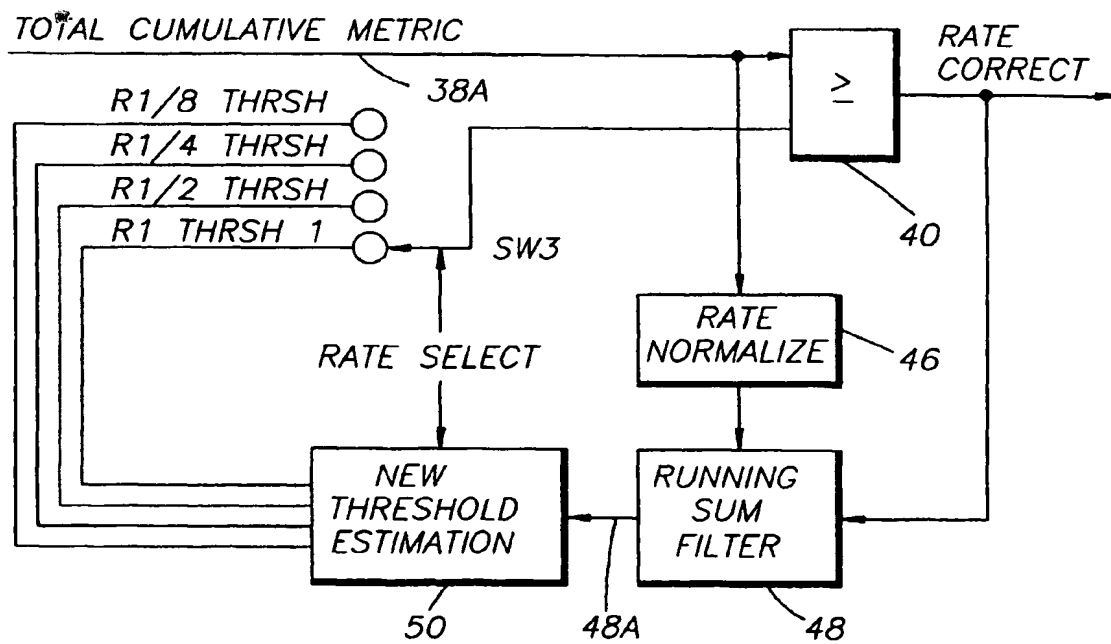 TOTAL CUMULATIVE METRIC
38A
RATE
CORRECT
≥
40
R1/8 THRSH
R1/4 THRSH
R1/2 THRSH
R1 THRSH 1
SW3
RATE SELECT
RATE
NORMALIZE
46
NEW
THRESHOLD
ESTIMATION
50
48A
RUNNING
SUM
FILTER
48